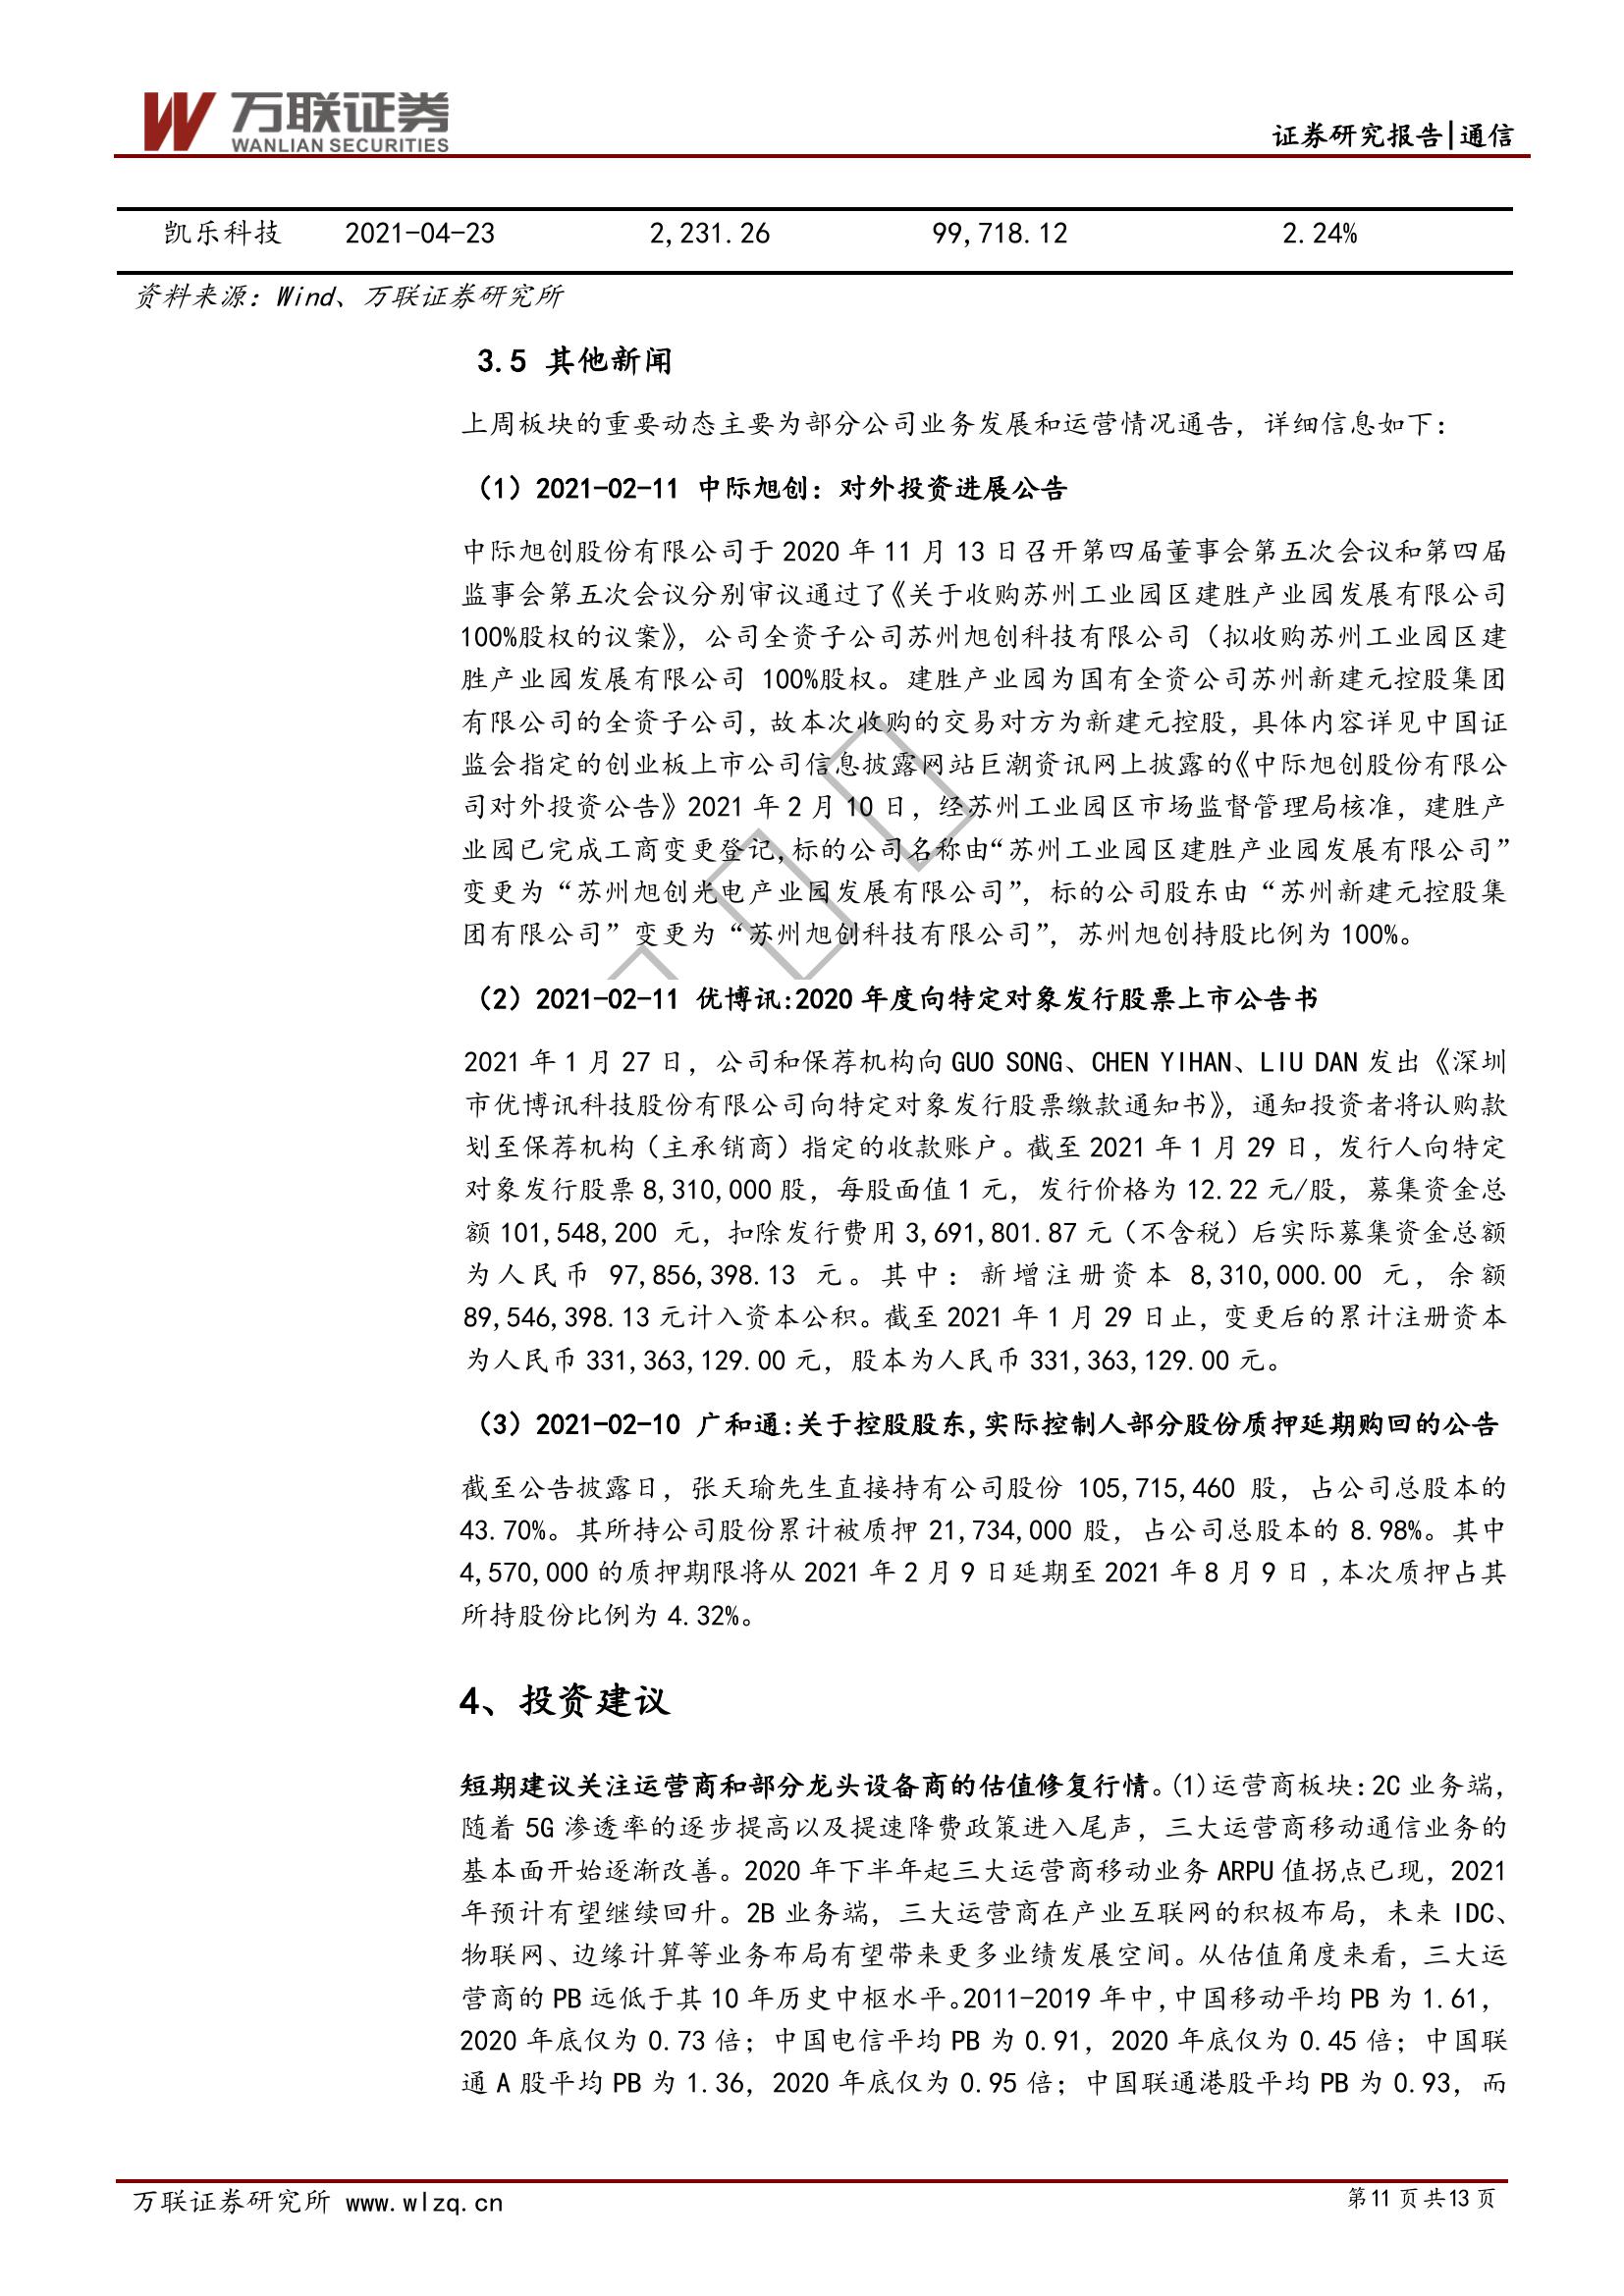 万联证券
WANLIAN SECURITIES
证券研究报告|通信
凯乐科技 2021-04-23 2,231.26 99,718.12 2.24%
资料来源：Wind、万联证券研究所
3.5 其他新闻
上周板块的重要动态主要为部分公司业务发展和运营情况通告，详细信息如下：
（1）2021-02-11 中际旭创：对外投资进展公告
中际旭创股份有限公司于 2020 年 11 月 13 日召开第四届董事会第五次会议和第四届
监事会第五次会议分别审议通过了《关于收购苏州工业园区建胜产业园发展有限公司
100%股权的议案》，公司全资子公司苏州旭创科技有限公司（拟收购苏州工业园区建
胜产业园发展有限公司 100%股权。建胜产业园为国有全资公司苏州新建元控股集团
有限公司的全资子公司，故本次收购的交易对方为新建元控股，具体内容详见中国证
监会指定的创业板上市公司信息披露网站巨潮资讯网上披露的《中际旭创股份有限公
司对外投资公告》2021 年 2 月 10 日，经苏州工业园区市场监督管理局核准，建胜产
业园已完成工商变更登记,标的公司名称由“苏州工业园区建胜产业园发展有限公司”
变更为“苏州旭创光电产业园发展有限公司”，标的公司股东由“苏州新建元控股集
团有限公司”变更为“苏州旭创科技有限公司”，苏州旭创持股比例为 100%。
（2）2021-02-11 优博讯:2020 年度向特定对象发行股票上市公告书
2021 年 1 月 27 日，公司和保荐机构向 GUO SONG、CHEN YIHAN、LIU DAN 发出《深圳
市优博讯科技股份有限公司向特定对象发行股票缴款通知书》，通知投资者将认购款
划至保荐机构（主承销商）指定的收款账户。截至 2021 年 1 月 29 日，发行人向特定
对象发行股票 8,310,000 股，每股面值 1 元，发行价格为 12.22 元/股，募集资金总
额 101,548,200 元，扣除发行费用 3,691,801.87 元（不含税）后实际募集资金总额
为人民币 97,856,398.13 元。其中：新增注册资本 8,310,000.00 元，余额
89,546,398.13 元计入资本公积。截至 2021 年 1 月 29 日止，变更后的累计注册资本
为人民币 331,363,129.00 元，股本为人民币 331,363,129.00 元。
（3）2021-02-10 广和通:关于控股股东,实际控制人部分股份质押延期购回的公告
截至公告披露日，张天瑜先生直接持有公司股份 105,715,460 股，占公司总股本的
43.70%。其所持公司股份累计被质押 21,734,000 股，占公司总股本的 8.98%。其中
4,570,000 的质押期限将从 2021 年 2 月 9 日延期至 2021 年 8 月 9 日 ,本次质押占其
所持股份比例为 4.32%。
4、投资建议
短期建议关注运营商和部分龙头设备商的估值修复行情。(1)运营商板块:2C 业务端，
随着 5G 渗透率的逐步提高以及提速降费政策进入尾声，三大运营商移动通信业务的
基本面开始逐渐改善。2020 年下半年起三大运营商移动业务 ARPU 值拐点已现，2021
年预计有望继续回升。2B 业务端，三大运营商在产业互联网的积极布局，未来 IDC、
物联网、边缘计算等业务布局有望带来更多业绩发展空间。从估值角度来看，三大运
营商的 PB 远低于其 10 年历史中枢水平。2011-2019 年中,中国移动平均 PB 为 1.61，
2020 年底仅为 0.73 倍；中国电信平均 PB 为 0.91，2020 年底仅为 0.45 倍；中国联
通 A 股平均 PB 为 1.36，2020 年底仅为 0.95 倍；中国联通港股平均 PB 为 0.93，而
万联证券研究所 www.wlzq.cn
第 11 页 共 13 页